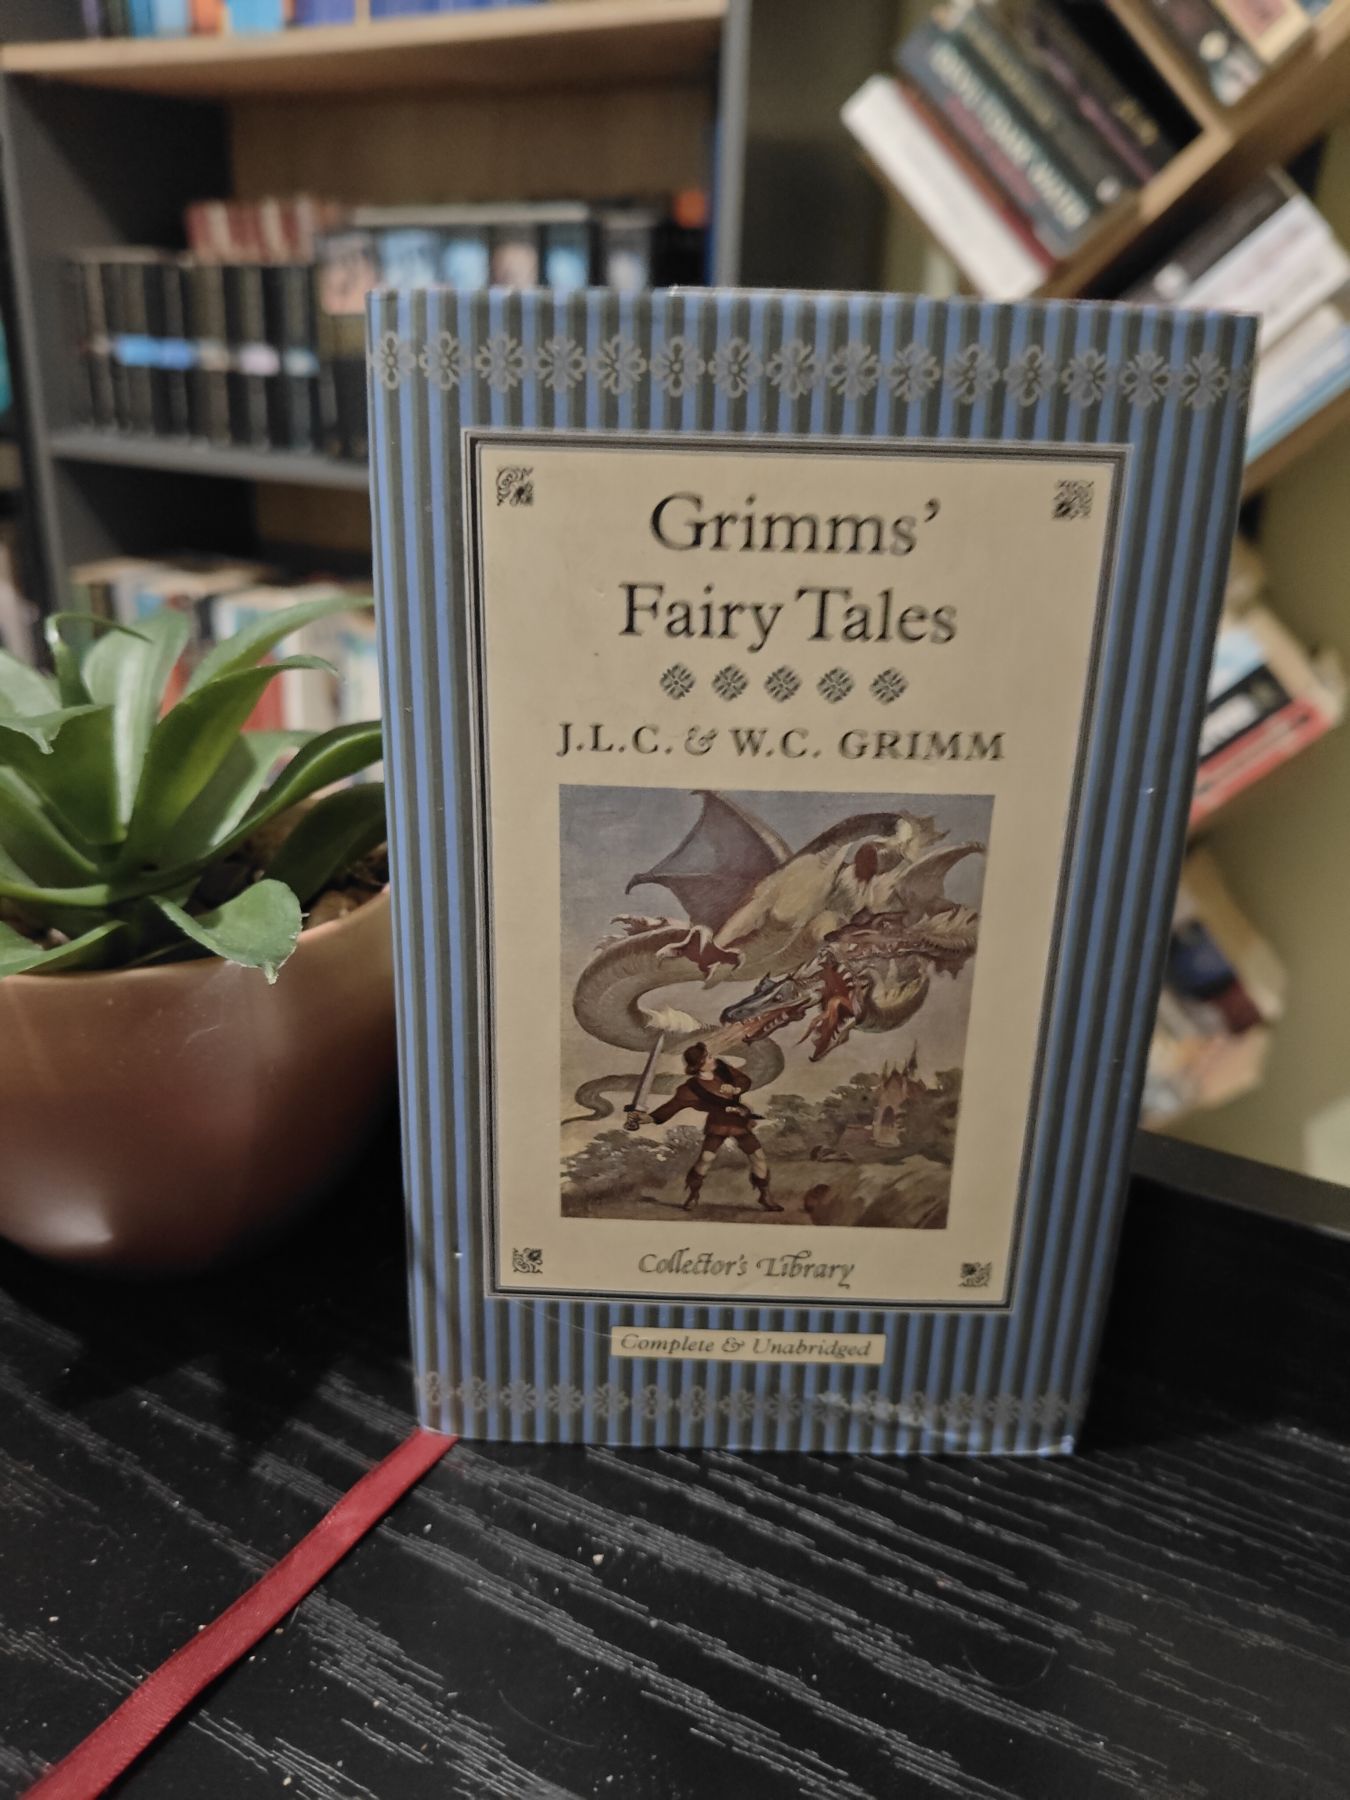 Grimms’
Fairy Tales
J.L.C. & W.C. GRIMM
Collector's Library
Complete & Unabridged